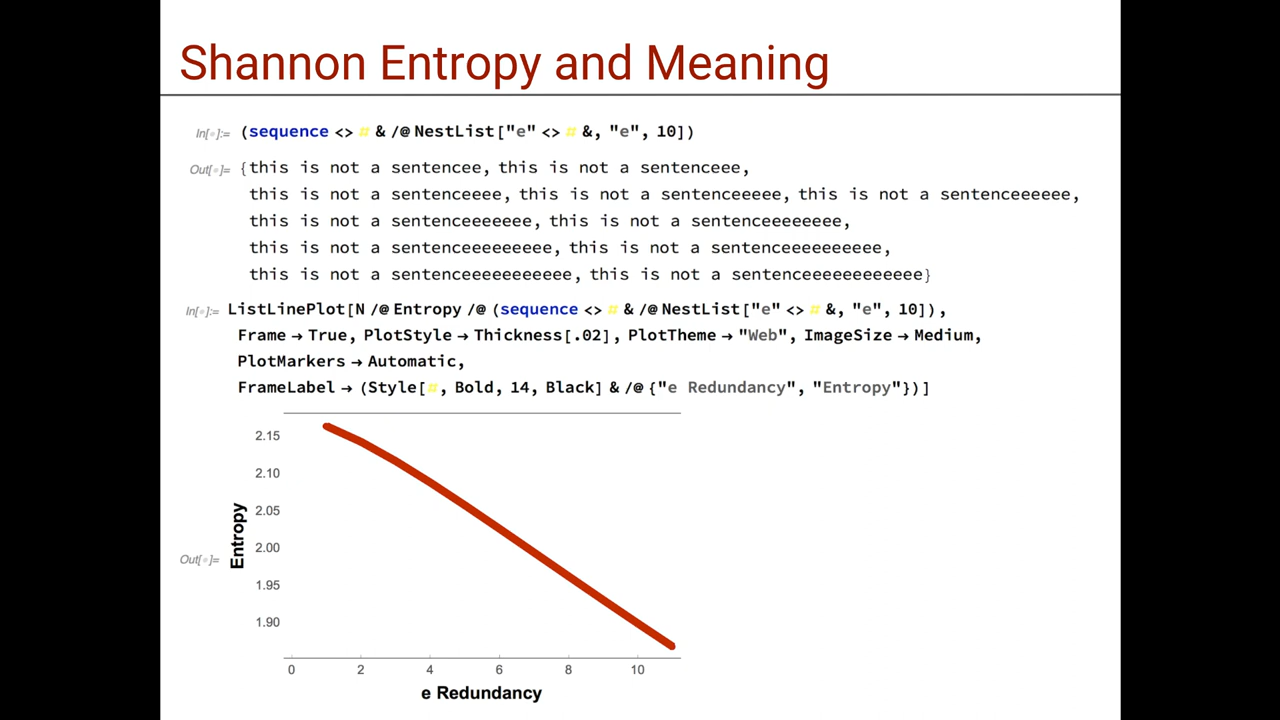 Shannon Entropy and Meaning
In[∘]:= (sequence <> # & /@ NestList["e" <> # &, "e", 10])
Out[∘]= {this is not a sentencee, this is not a sentenceee,
this is not a sentenceeee, this is not a sentenceeeee, this is not a sentenceeeeee,
this is not a sentenceeeeeee, this is not a sentenceeeeeeee,
this is not a sentenceeeeeeeee, this is not a sentenceeeeeeeeee,
this is not a sentenceeeeeeeeeee, this is not a sentenceeeeeeeeeeee}
In[∘]:= ListLinePlot[N /@ Entropy /@ (sequence <> # & /@ NestList["e" <> # &, "e", 10]),
Frame → True, PlotStyle → Thickness[.02], PlotTheme → "Web", ImageSize → Medium,
PlotMarkers → Automatic,
FrameLabel → (Style[#, Bold, 14, Black] & /@ {"e Redundancy", "Entropy"})]
2.15
2.10
2.05
2.00
1.95
1.90
Entropy
Out[∘]=
0 2 4 6 8 10
e Redundancy